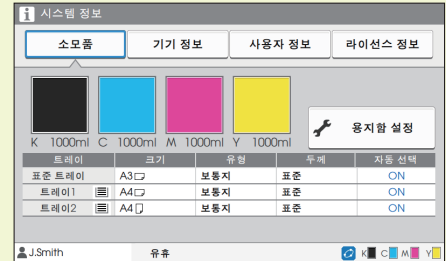 시스템 정보
소모품 기기 정보 사용자 정보 라이선스 정보
K 1000ml C 1000ml M 1000ml Y 1000ml
용지함 설정
트레이 크기 유형 두께 자동 선택
표준 트레이 A3 보통지 표준 ON
트레이1 A4 보통지 표준 ON
트레이2 A4 보통지 표준 ON
J.Smith 유휴 K C M Y